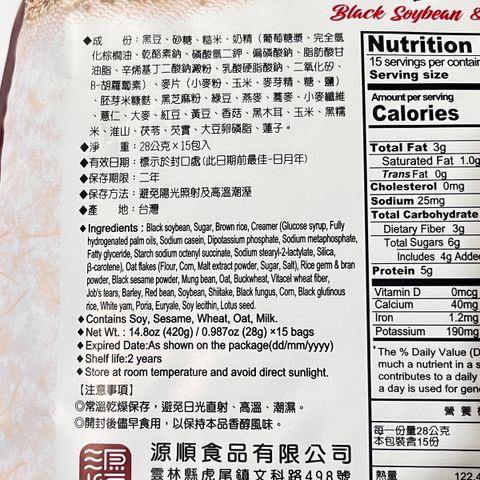 Black Soybean &
◆成　份：黑豆、砂糖、糙米、奶精（葡萄糖漿、完全氫
化棕櫚油、乾酪素鈉、磷酸氫二鉀、偏磷酸鈉、脂肪酸甘
油脂、辛烯基丁二酸鈉澱粉、乳酸硬脂酸鈉、二氧化矽、
B-胡蘿蔔素）、麥片（小麥粉、玉米、麥芽精、糖、鹽）
、胚芽米糠麩、黑芝麻粉、綠豆、燕麥、蕎麥、小麥纖維
、薏仁、大麥、紅豆、黃豆、香菇、黑木耳、玉米、黑糯
米、淮山、茯苓、芡實、大豆卵磷脂、蓮子。
◆淨　重：28公克×15包入
◆有效日期：標示於封口處(此日期前最佳-日月年)
◆保存期限：二年
◆保存方法：避免陽光照射及高溫潮溼
◆產　地：台灣
◆Ingredients : Black soybean, Sugar, Brown rice, Creamer (Glucose syrup, Fully
hydrogenated palm oils, Sodium casein, Dipotassium phosphate, Sodium metaphosphate,
Fatty glyceride, Starch sodium octenyl succinate, Sodium stearyl-2-lactylate, Silica,
β-carotene), Oat flakes (Flour, Corn, Malt extract powder, Sugar, Salt), Rice germ & bran
powder, Black sesame powder, Mung bean, Oat, Buckwheat, Vitacel wheat fiber,
Job's tears, Barley, Red bean, Soybean, Shiitake, Black fungus, Corn, Black glutinous
rice, White yam, Poria, Euryale, Soy lecithin, Lotus seed.
◆Contains Soy, Sesame, Wheat, Oat, Milk.
◆Net Wt. : 14.8oz (420g) / 0.987oz (28g) ×15 bags
◆Expired Date:As shown on the package(dd/mm/yyyy)
◆Shelf life:2 years
◆Store at room temperature and avoid direct sunlight.
【注意事項】
◎常溫乾燥保存，避免日光直射、高溫、潮濕。
◎開封後儘早食用，以保持本品香醇風味。
源順食品有限公司
雲林縣虎尾鎮文科路498號
Nutrition
15 servings per contain
Serving size
Amount per serving
Calories
Total Fat 3g
Saturated Fat 1.0g
Trans Fat 0g
Cholesterol 0mg
Sodium 25mg
Total Carbohydrate
Dietary Fiber 3g
Total Sugars 6g
Includes 4g Adde
Protein 5g
Vitamin D 0mcg
Calcium 40mg
Iron 1.2mg
Potassium 190mg
*The % Daily Value (D
much a nutrient in a s
contributes to a daily
a day is used for gene
營養
每一份量28公克
本包裝含15份
熱量 122.4